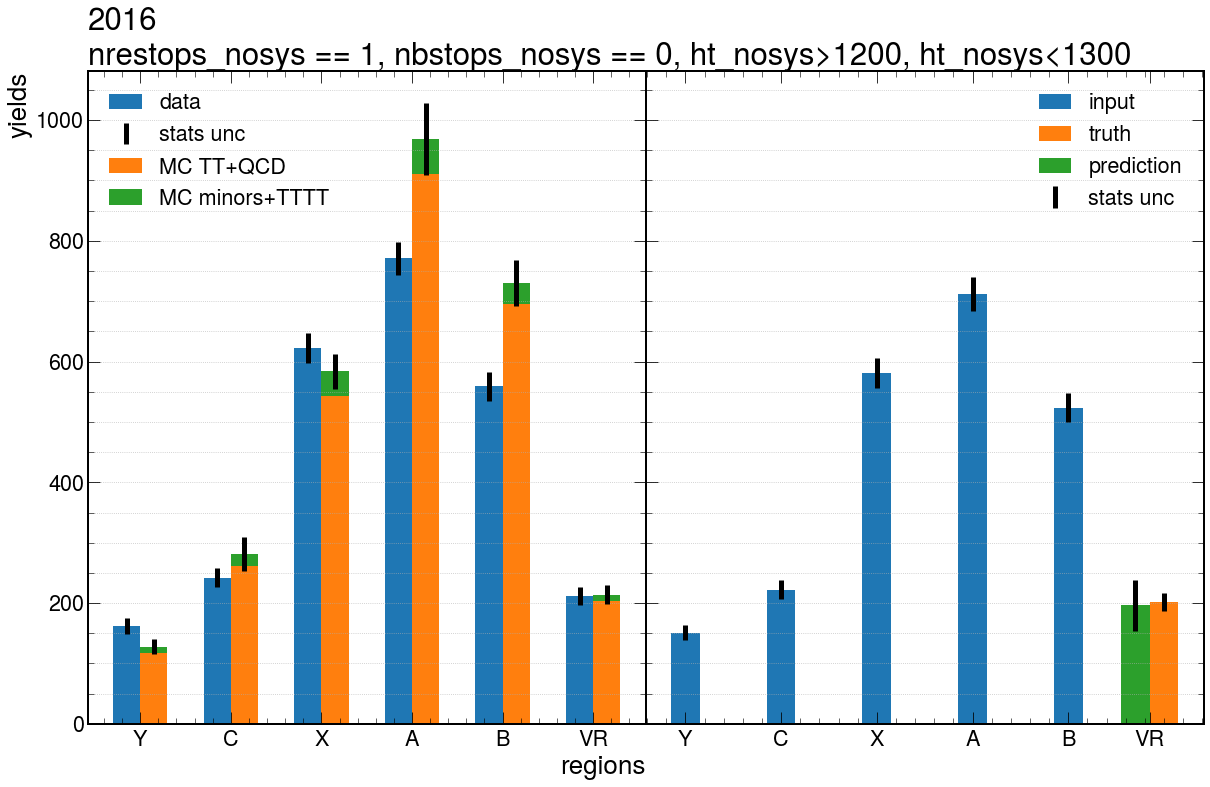 2016
nrestops_nosys == 1, nbstops_nosys == 0, ht_nosys>1200, ht_nosys<1300
yields
1000
800
600
400
200
0
data
stats unc
MC TT+QCD
MC minors+TTTT
input
truth
prediction
stats unc
Y C X A B VR
Y C X A B VR
regions